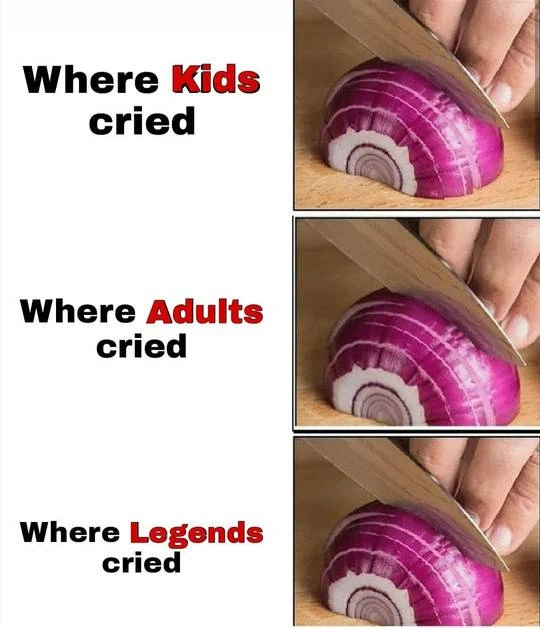 Where Kids
cried
Where Adults
cried
Where Legends
cried